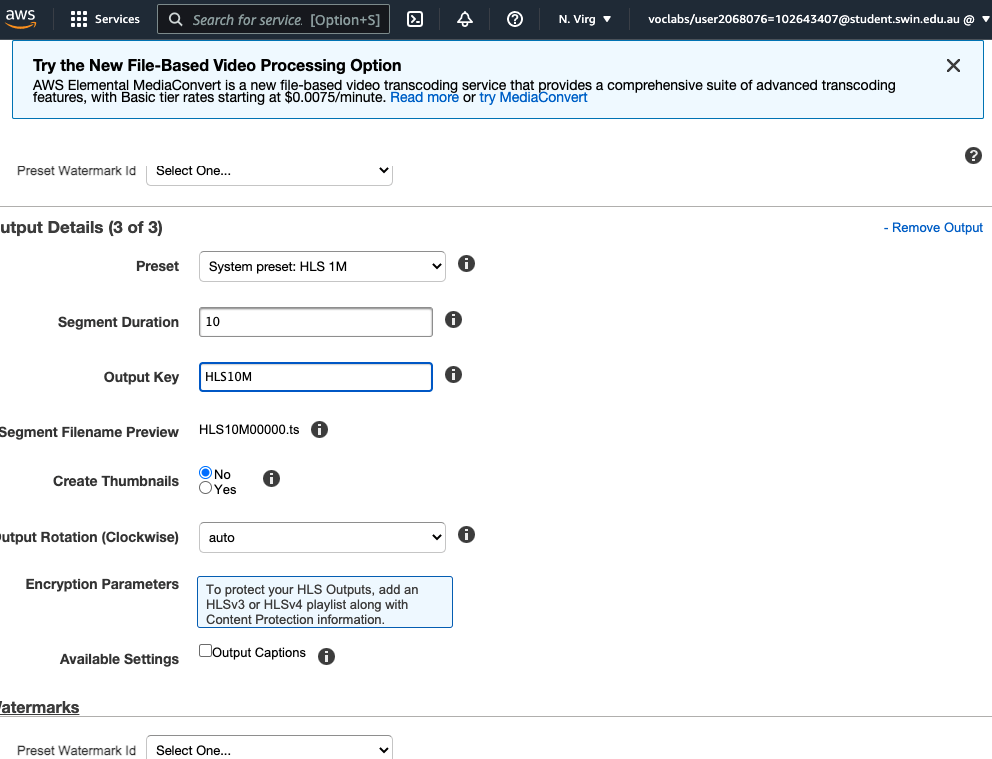 aws
Services
Search for service. [Option+S]
N. Virg ▼
voclabs/user2068076=102643407@student.swin.edu.au @ ▼
Try the New File-Based Video Processing Option
AWS Elemental MediaConvert is a new file-based video transcoding service that provides a comprehensive suite of advanced transcoding
features, with Basic tier rates starting at $0.0075/minute. Read more or try MediaConvert
Preset Watermark Id Select One...
utput Details (3 of 3) - Remove Output
Preset System preset: HLS 1M
Segment Duration 10
Output Key HLS10M
Segment Filename Preview HLS10M00000.ts
Create Thumbnails No
Yes
utput Rotation (Clockwise) auto
Encryption Parameters
To protect your HLS Outputs, add an
HLSv3 or HLSv4 playlist along with
Content Protection information.
Available Settings Output Captions
atermarks
Preset Watermark Id Select One...